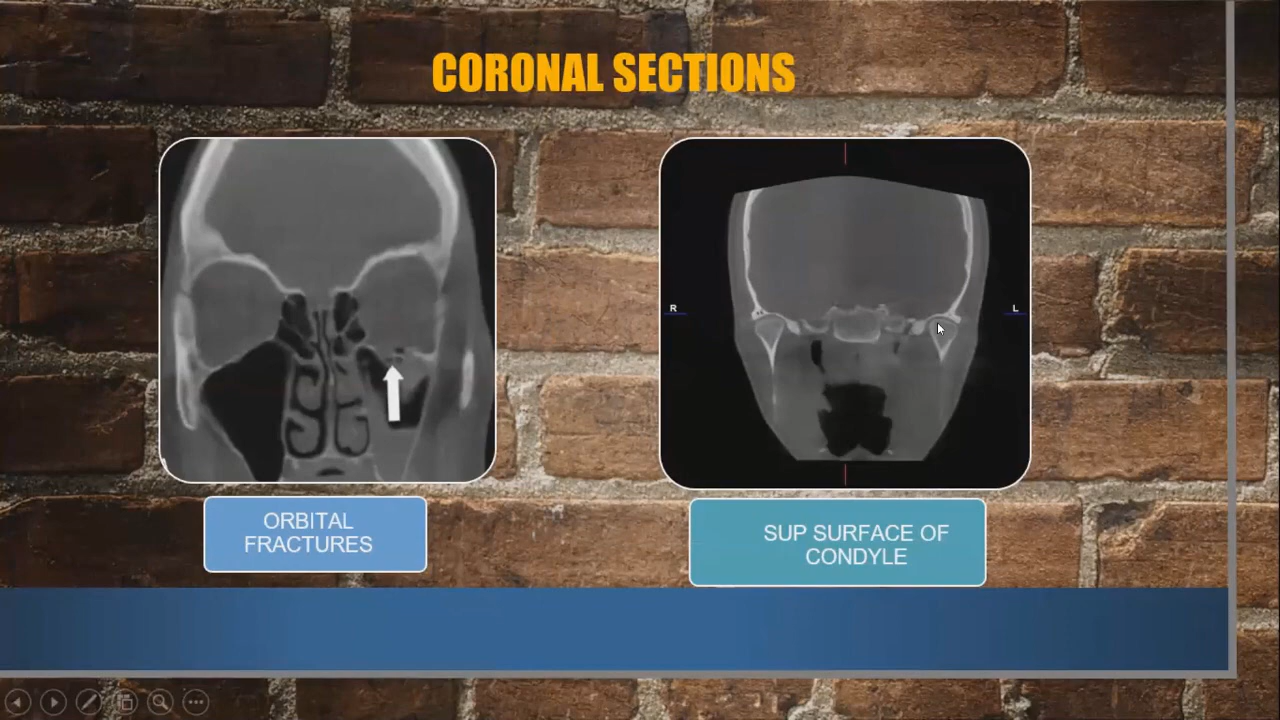 CORONAL SECTIONS
R
L
ORBITAL
FRACTURES
SUP SURFACE OF
CONDYLE